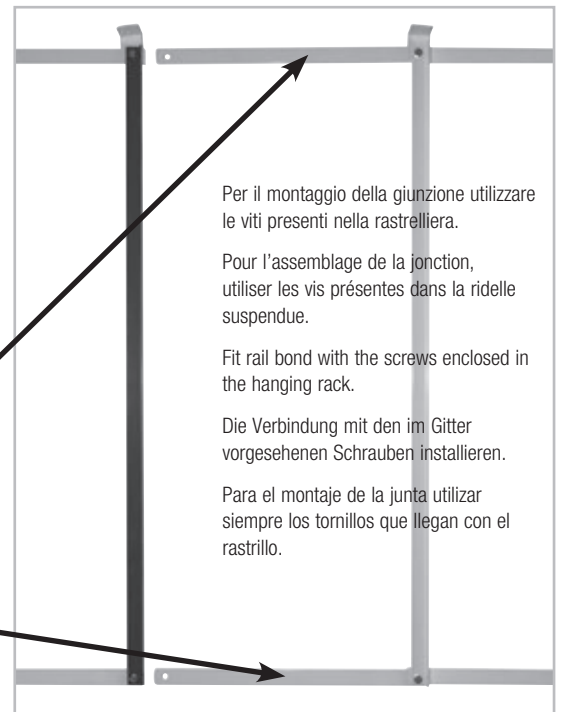 Per il montaggio della giunzione utilizzare
le viti presenti nella rastrelliera.
Pour l'assemblage de la jonction,
utiliser les vis présentes dans la ridelle
suspendue.
Fit rail bond with the screws enclosed in
the hanging rack.
Die Verbindung mit den im Gitter
vorgesehenen Schrauben installieren.
Para el montaje de la junta utilizar
siempre los tornillos que llegan con el
rastrillo.